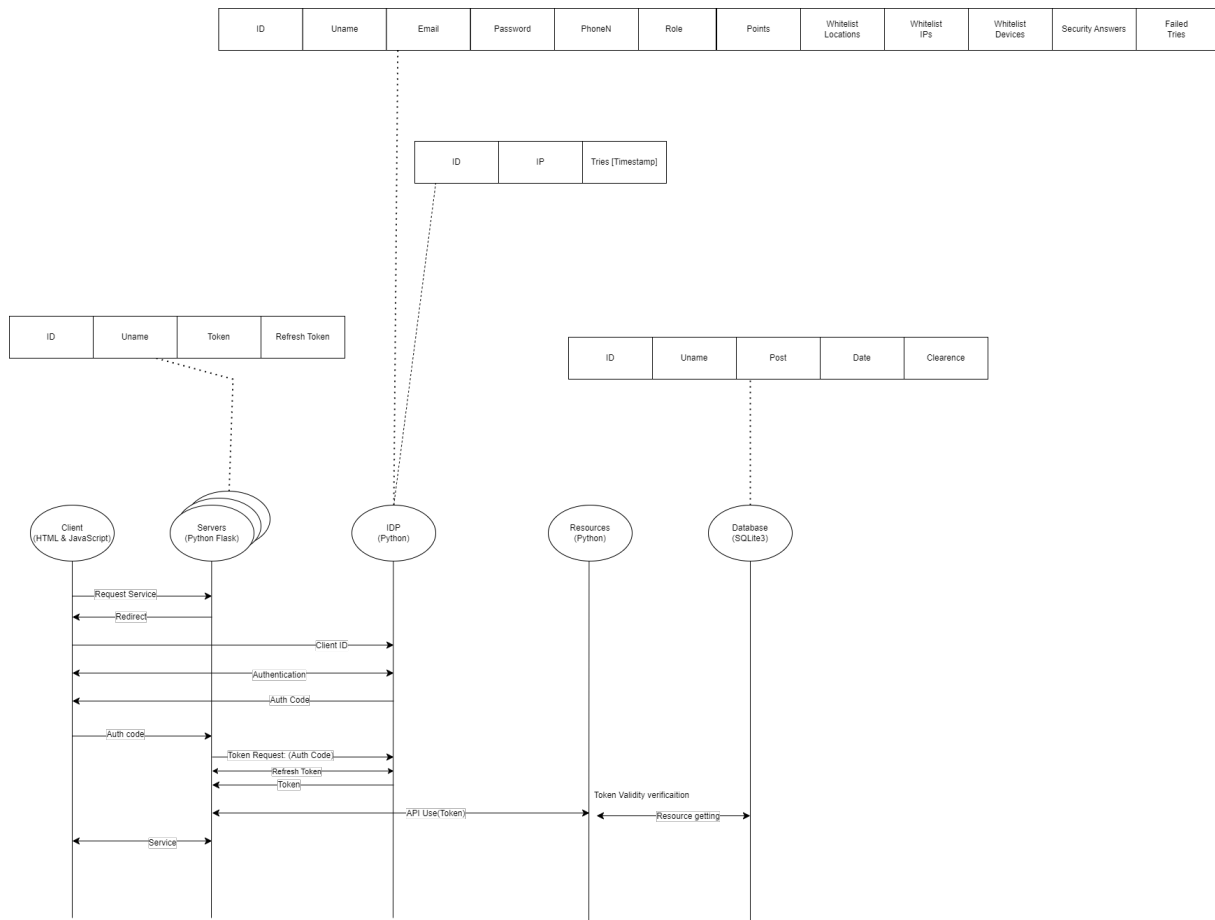 ID
Uname
Email
Password
PhoneN
Role
Points
Whitelist
Locations
Whitelist
IPs
Whitelist
Devices
Security Answers
Failed
Tries
ID
IP
Tries [Timestamp]
ID
Uname
Token
Refresh Token
ID
Uname
Post
Date
Clearence
Client
(HTML & JavaScript)
Servers
(Python Flask)
IDP
(Python)
Resources
(Python)
Database
(SQLite3)
Request Service
Redirect
Client ID
Authentication
Auth Code
Auth code
Token Request: (Auth Code)
Refresh Token
Token
Token Validity verificaition
API Use(Token)
Resource getting
Service